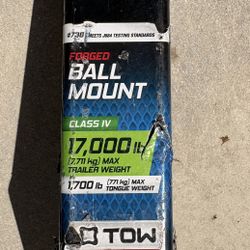 #738 MEETS J684 TESTING STANDARDS
FORGED
BALL
MOUNT
CLASS IV
17,000 lb
(7,711 kg) MAX
TRAILER WEIGHT
1,700 lb (771 kg) MAX
TONGUE WEIGHT
TOW